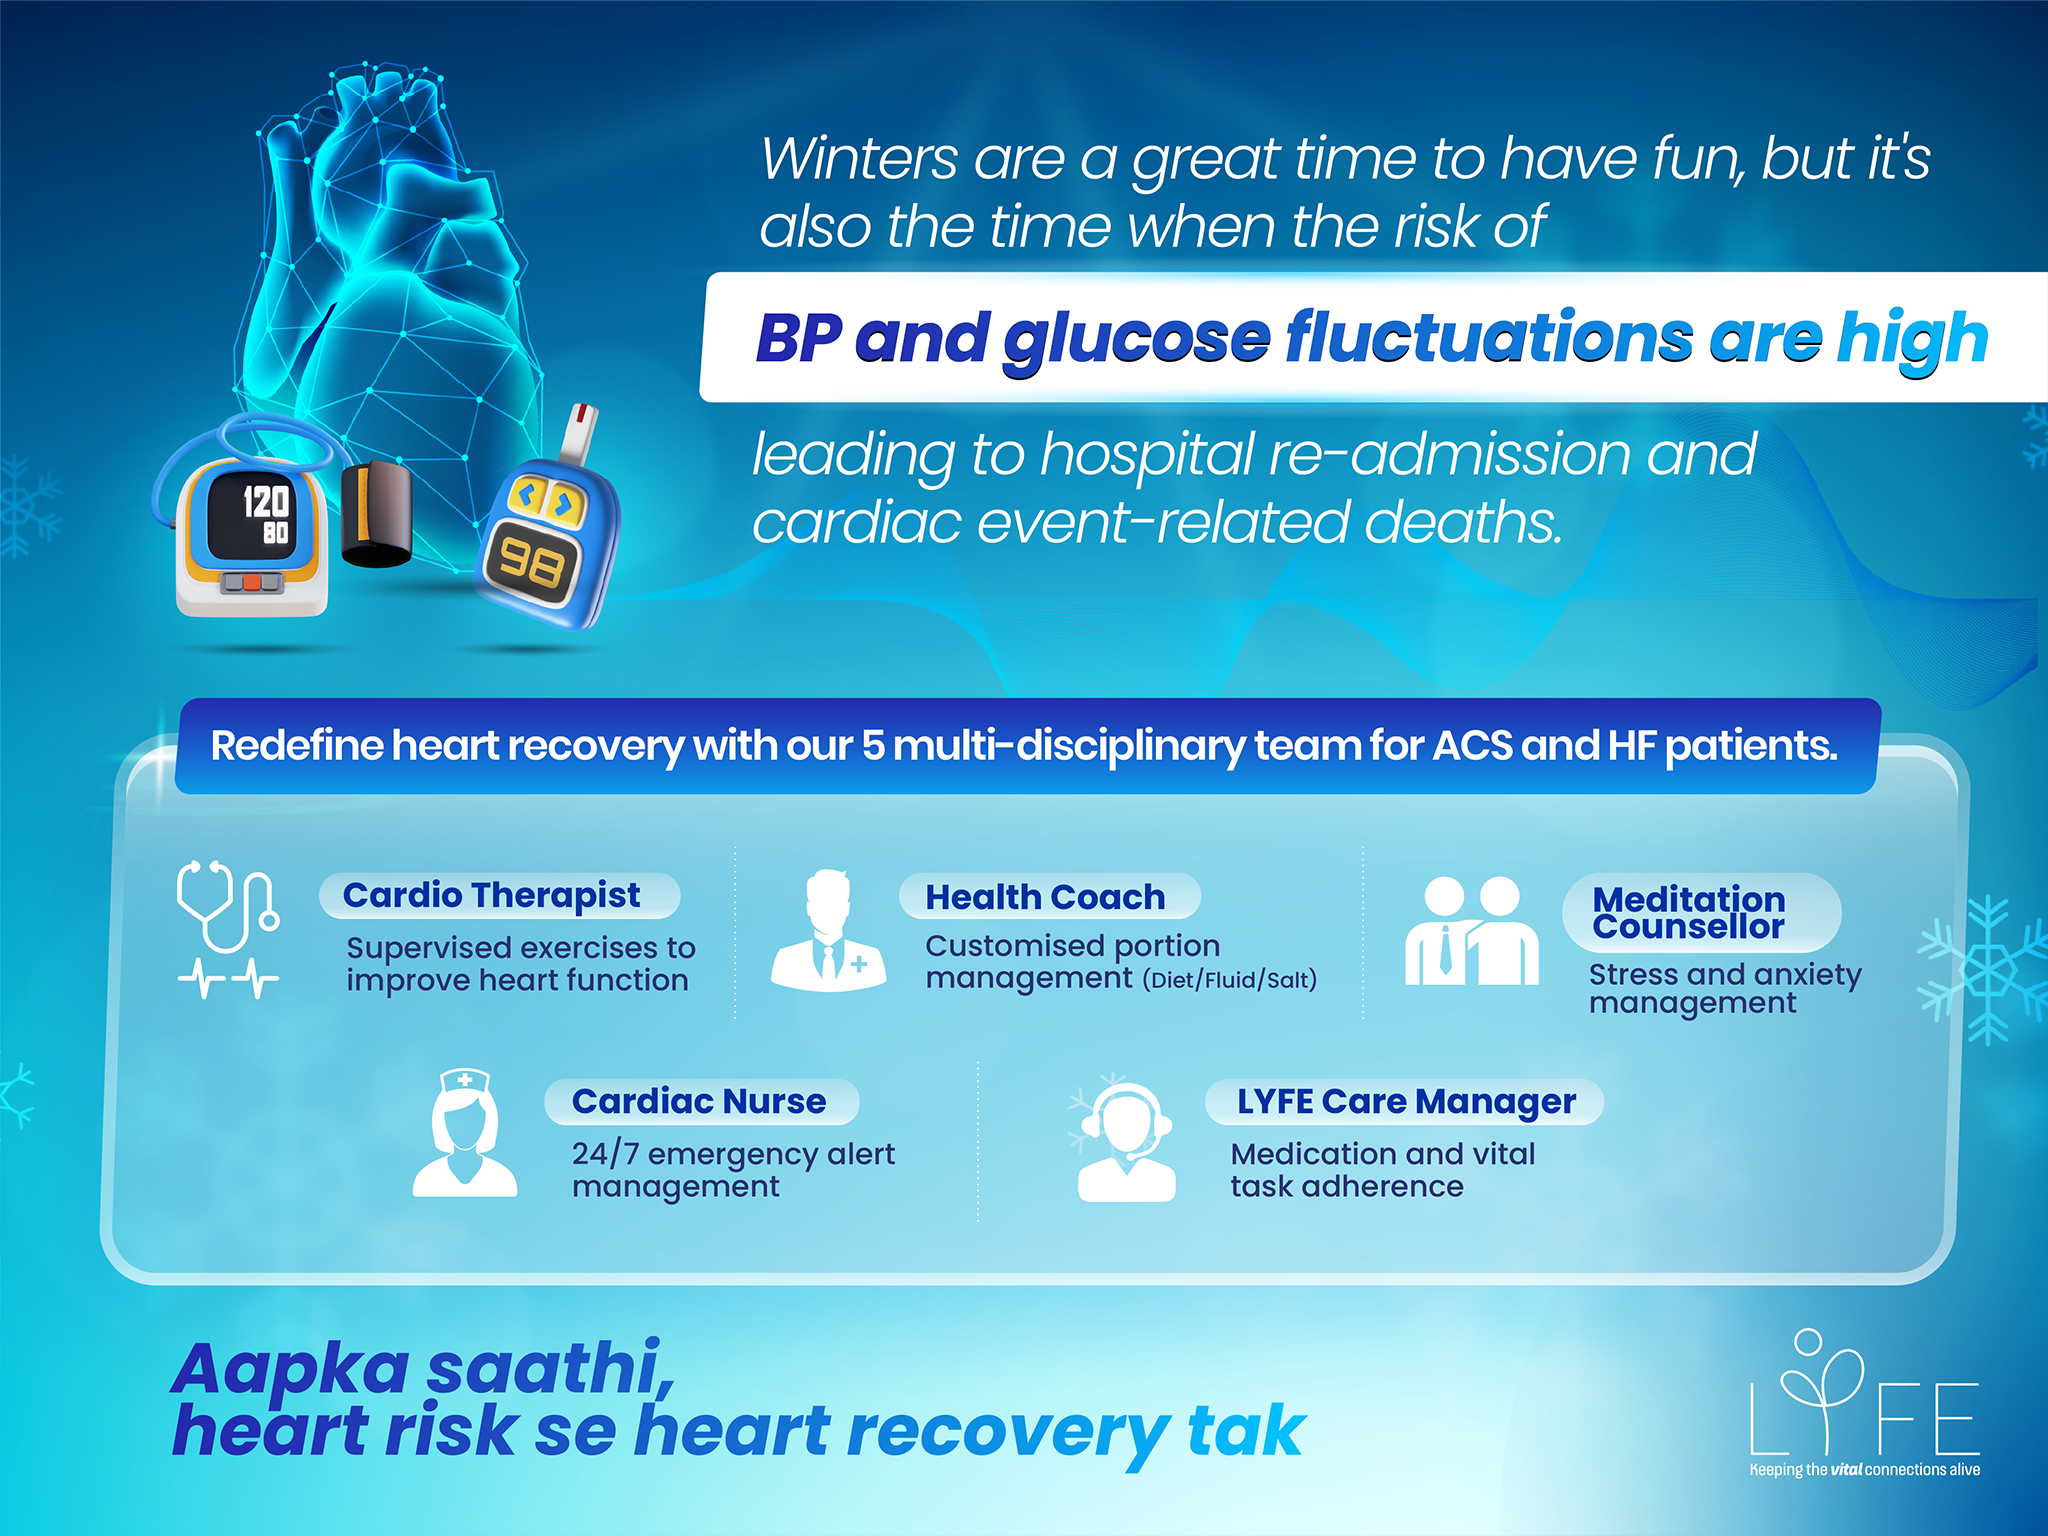 Winters are a great time to have fun, but it's
also the time when the risk of
BP and glucose fluctuations are high
leading to hospital re-admission and
cardiac event-related deaths.
120
80
98
Redefine heart recovery with our 5 multi-disciplinary team for ACS and HF patients.
Cardio Therapist
Supervised exercises to
improve heart function
Health Coach
Customised portion
management (Diet/Fluid/Salt)
Meditation
Counsellor
Stress and anxiety
management
Cardiac Nurse
24/7 emergency alert
management
LYFE Care Manager
Medication and vital
task adherence
Aapka saathi,
heart risk se heart recovery tak
LYFE
Keeping the vital connections alive